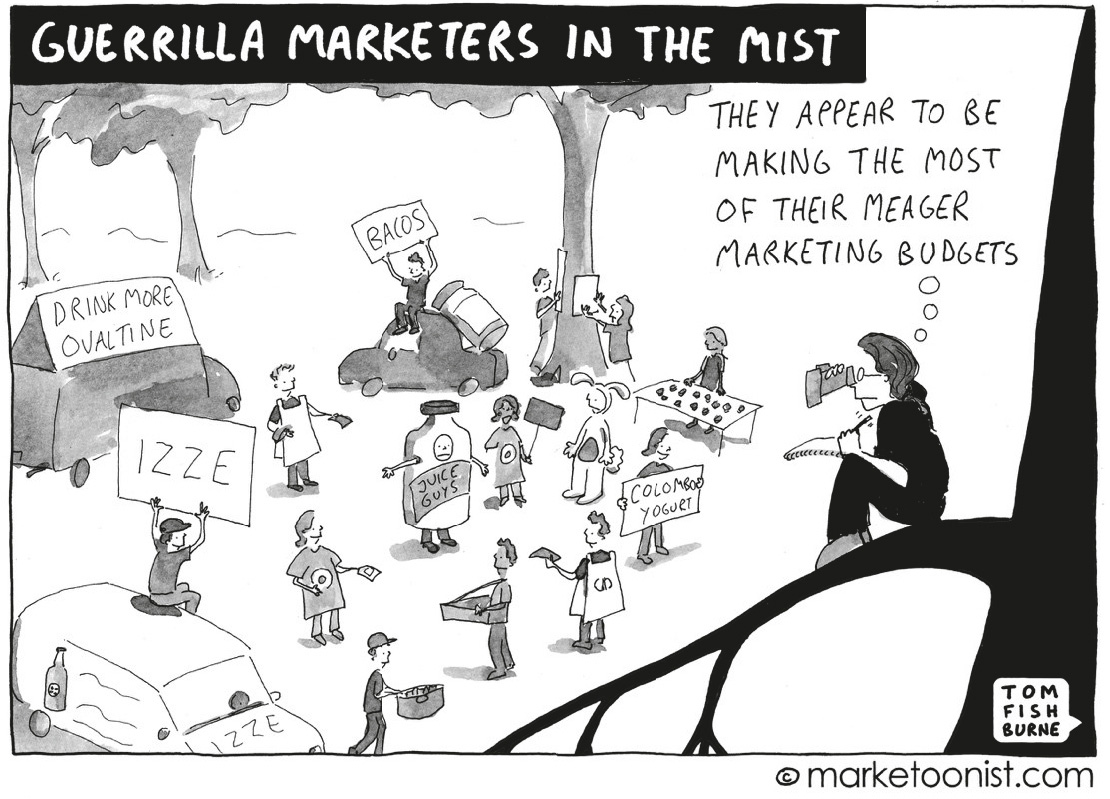 GUERRILLA MARKETERS IN THE MIST
THEY APPEAR TO BE
MAKING THE MOST
OF THEIR MEAGER
MARKETING BUDGETS
BACOS
DRINK MORE
OVALTINE
IZZE
JUICE
GUYS
COLOMBO
YOGURT
IZZE
TOM
FISH
BURNE
© marketoonist.com